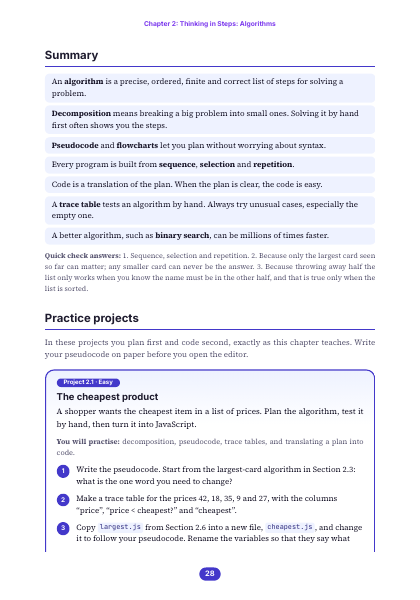 Chapter 2: Thinking in Steps: Algorithms
Summary
An algorithm is a precise, ordered, finite and correct list of steps for solving a
problem.
Decomposition means breaking a big problem into small ones. Solving it by hand
first often shows you the steps.
Pseudocode and flowcharts let you plan without worrying about syntax.
Every program is built from sequence, selection and repetition.
Code is a translation of the plan. When the plan is clear, the code is easy.
A trace table tests an algorithm by hand. Always try unusual cases, especially the
empty one.
A better algorithm, such as binary search, can be millions of times faster.
Quick check answers: 1. Sequence, selection and repetition. 2. Because only the largest card seen
so far can matter; any smaller card can never be the answer. 3. Because throwing away half the
list only works when you know the name must be in the other half, and that is true only when the
list is sorted.
Practice projects
In these projects you plan first and code second, exactly as this chapter teaches. Write
your pseudocode on paper before you open the editor.
Project 2.1 · Easy
The cheapest product
A shopper wants the cheapest item in a list of prices. Plan the algorithm, test it
by hand, then turn it into JavaScript.
You will practise: decomposition, pseudocode, trace tables, and translating a plan into
code.
1 Write the pseudocode. Start from the largest-card algorithm in Section 2.3:
what is the one word you need to change?
2 Make a trace table for the prices 42, 18, 35, 9 and 27, with the columns
“price”, “price < cheapest?” and “cheapest”.
3 Copy largest.js from Section 2.6 into a new file, cheapest.js, and change
it to follow your pseudocode. Rename the variables so that they say what
28